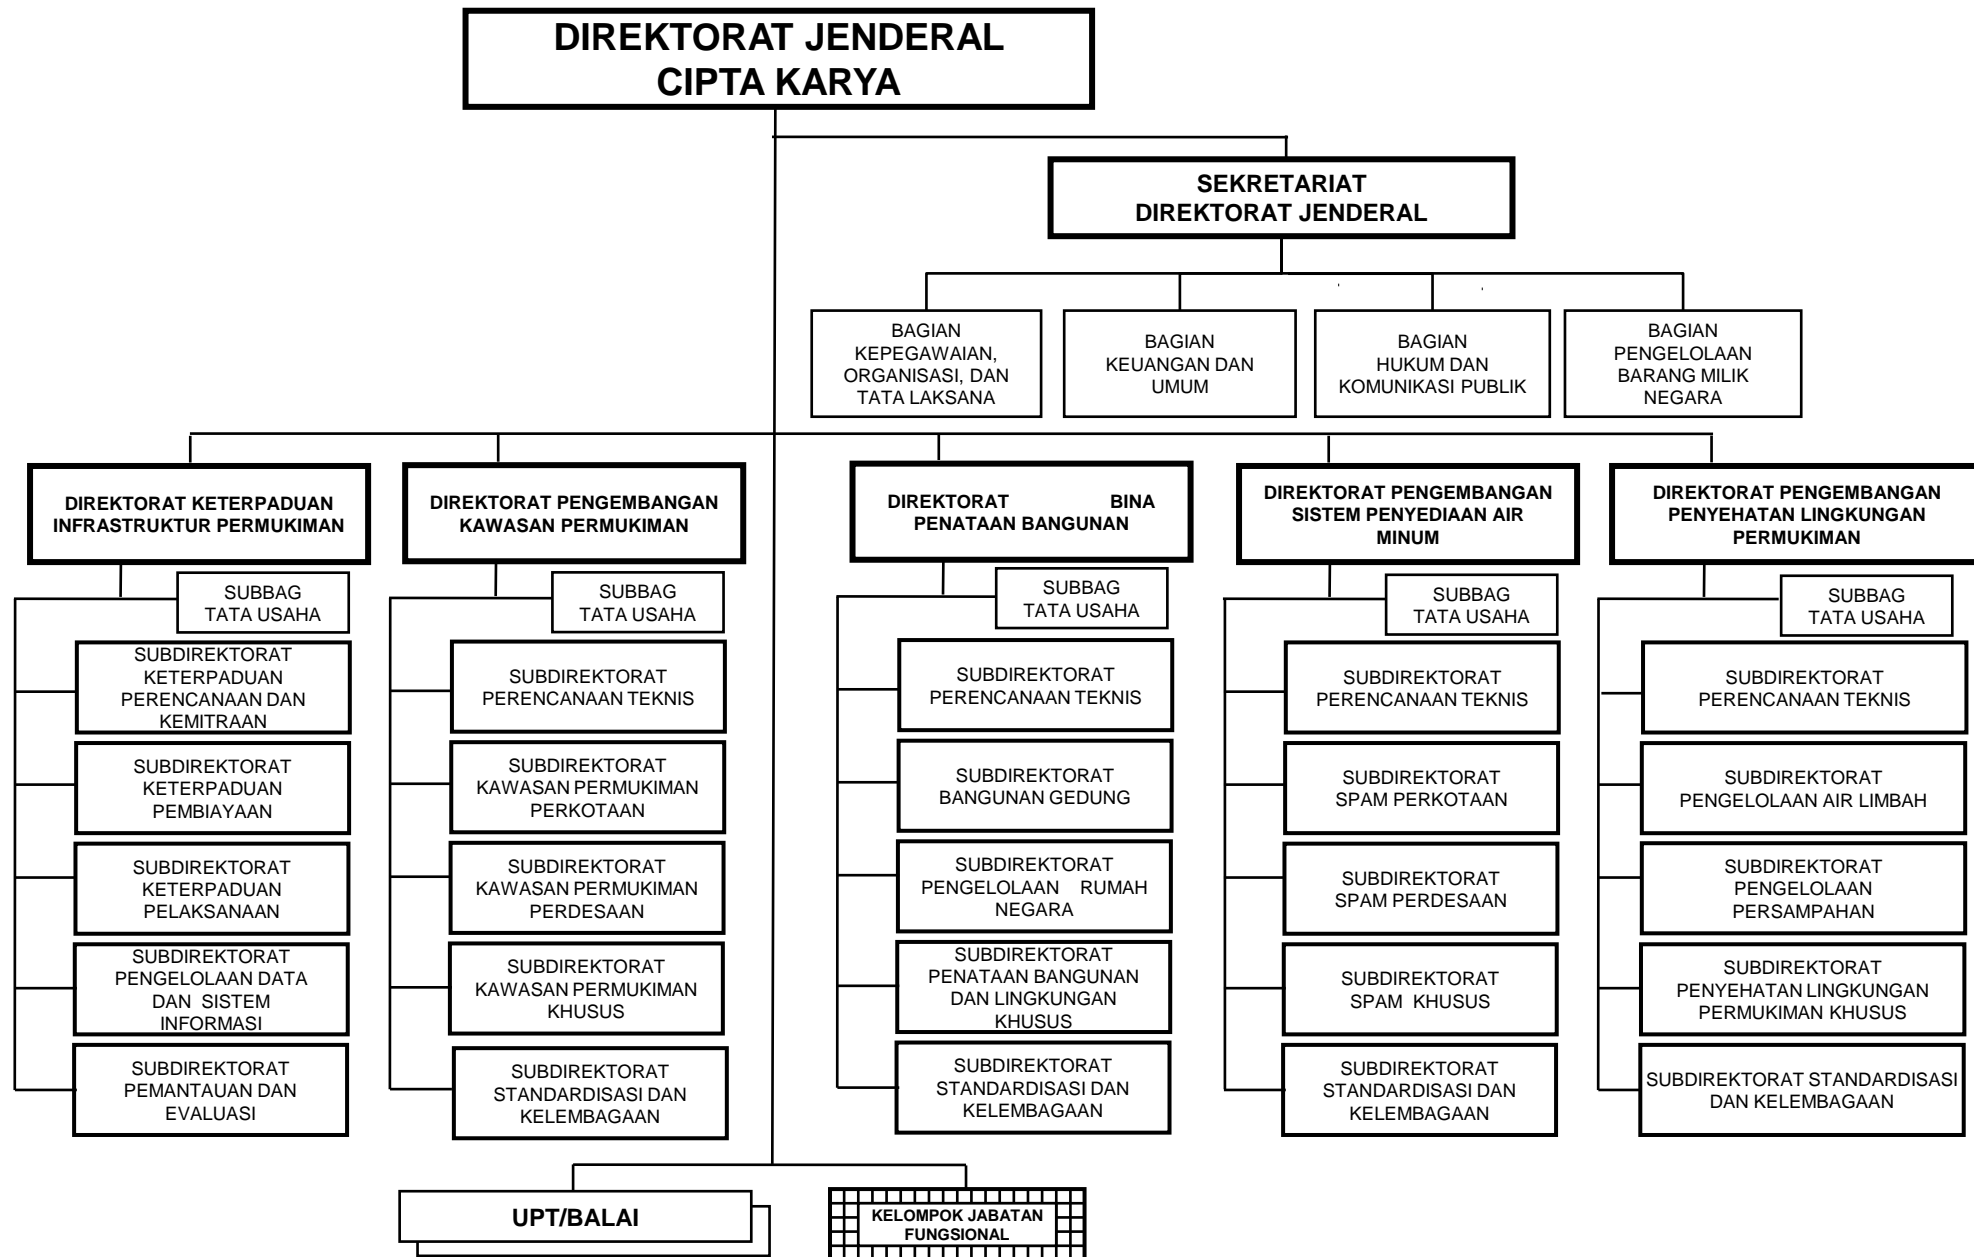 DIREKTORAT JENDERAL
CIPTA KARYA
SEKRETARIAT
DIREKTORAT JENDERAL
BAGIAN
KEPEGAWAIAN,
ORGANISASI, DAN
TATA LAKSANA
BAGIAN
KEUANGAN DAN
UMUM
BAGIAN
HUKUM DAN
KOMUNIKASI PUBLIK
BAGIAN
PENGELOLAAN
BARANG MILIK
NEGARA
DIREKTORAT KETERPADUAN
INFRASTRUKTUR PERMUKIMAN
SUBBAG
TATA USAHA
SUBDIREKTORAT
KETERPADUAN
PERENCANAAN DAN
KEMITRAAN
SUBDIREKTORAT
KETERPADUAN
PEMBIAYAAN
SUBDIREKTORAT
KETERPADUAN
PELAKSANAAN
SUBDIREKTORAT
PENGELOLAAN DATA
DAN SISTEM
INFORMASI
SUBDIREKTORAT
PEMANTAUAN DAN
EVALUASI
DIREKTORAT PENGEMBANGAN
KAWASAN PERMUKIMAN
SUBBAG
TATA USAHA
SUBDIREKTORAT
PERENCANAAN TEKNIS
SUBDIREKTORAT
KAWASAN PERMUKIMAN
PERKOTAAN
SUBDIREKTORAT
KAWASAN PERMUKIMAN
PERDESAAN
SUBDIREKTORAT
KAWASAN PERMUKIMAN
KHUSUS
SUBDIREKTORAT
STANDARDISASI DAN
KELEMBAGAAN
DIREKTORAT BINA
PENATAAN BANGUNAN
SUBBAG
TATA USAHA
SUBDIREKTORAT
PERENCANAAN TEKNIS
SUBDIREKTORAT
BANGUNAN GEDUNG
SUBDIREKTORAT
PENGELOLAAN RUMAH
NEGARA
SUBDIREKTORAT
PENATAAN BANGUNAN
DAN LINGKUNGAN
KHUSUS
SUBDIREKTORAT
STANDARDISASI DAN
KELEMBAGAAN
DIREKTORAT PENGEMBANGAN
SISTEM PENYEDIAAN AIR
MINUM
SUBBAG
TATA USAHA
SUBDIREKTORAT
PERENCANAAN TEKNIS
SUBDIREKTORAT
SPAM PERKOTAAN
SUBDIREKTORAT
SPAM PERDESAAN
SUBDIREKTORAT
SPAM KHUSUS
SUBDIREKTORAT
STANDARDISASI DAN
KELEMBAGAAN
DIREKTORAT PENGEMBANGAN
PENYEHATAN LINGKUNGAN
PERMUKIMAN
SUBBAG
TATA USAHA
SUBDIREKTORAT
PERENCANAAN TEKNIS
SUBDIREKTORAT
PENGELOLAAN AIR LIMBAH
SUBDIREKTORAT
PENGELOLAAN
PERSAMPAHAN
SUBDIREKTORAT
PENYEHATAN LINGKUNGAN
PERMUKIMAN KHUSUS
SUBDIREKTORAT STANDARDISASI
DAN KELEMBAGAAN
UPT/BALAI
KELOMPOK JABATAN
FUNGSIONAL